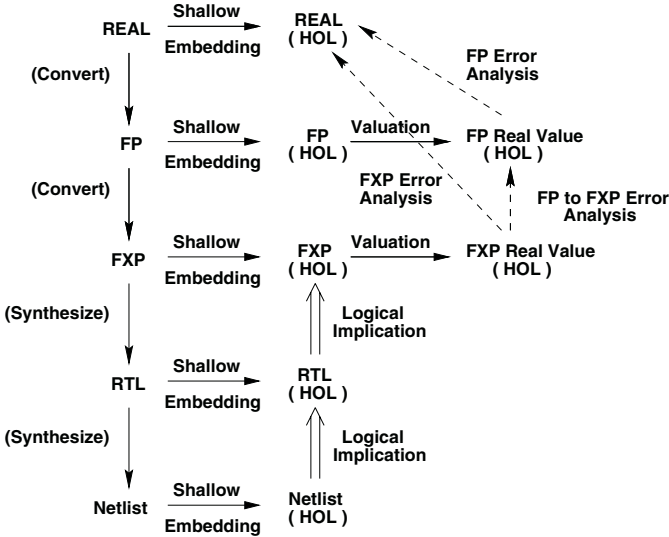 REAL
Shallow
Embedding
REAL
( HOL )
FP Error
Analysis
(Convert)
FP
Shallow
Embedding
FP
( HOL )
Valuation
FP Real Value
( HOL )
(Convert)
FXP Error
Analysis
FP to FXP Error
Analysis
FXP
Shallow
Embedding
FXP
( HOL )
Valuation
FXP Real Value
( HOL )
(Synthesize)
Logical
Implication
RTL
Shallow
Embedding
RTL
( HOL )
(Synthesize)
Logical
Implication
Netlist
Shallow
Embedding
Netlist
( HOL )